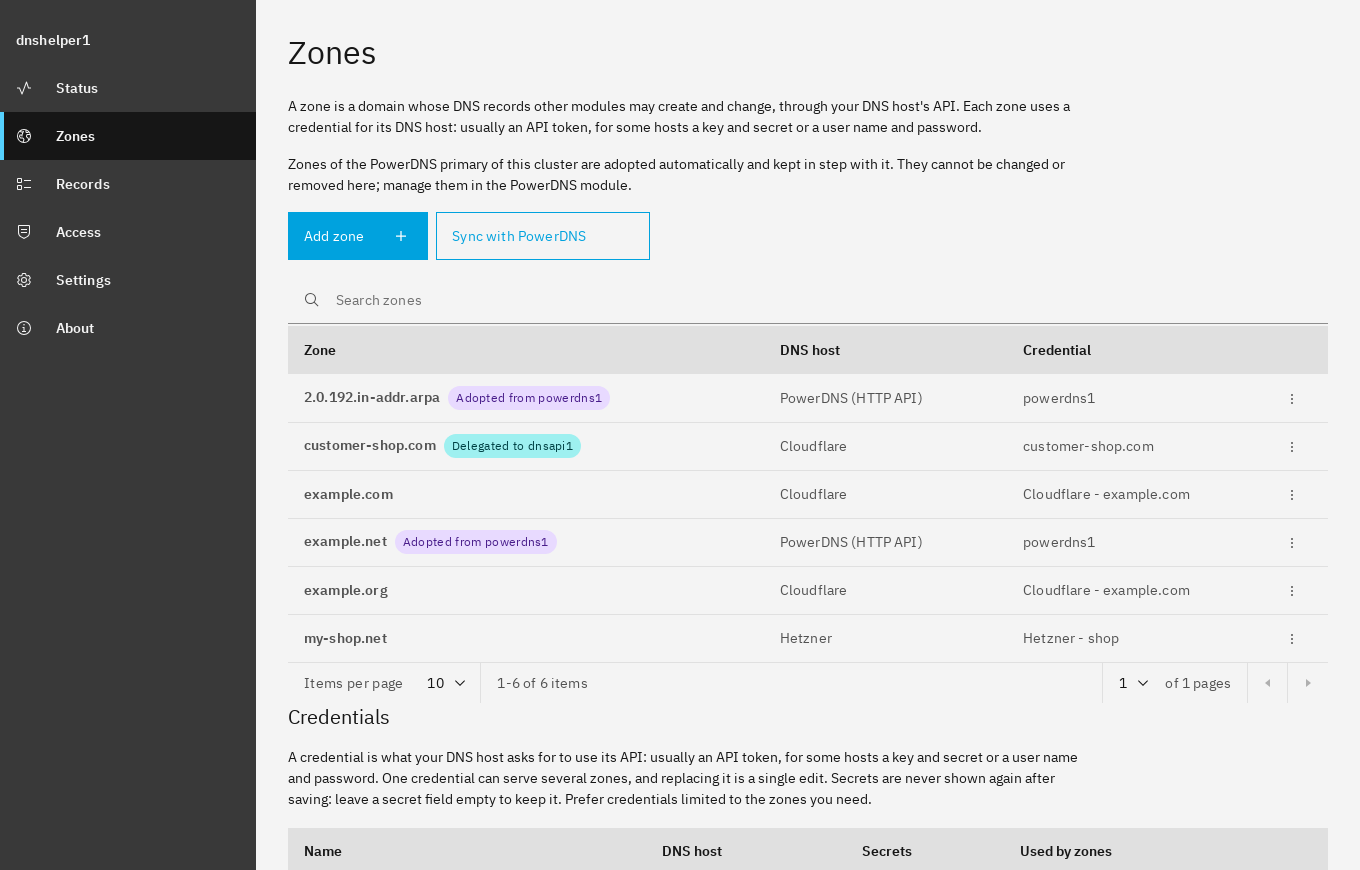 dnshelper1
Status
Zones
Records
Access
Settings
About
Zones
A zone is a domain whose DNS records other modules may create and change, through your DNS host's API. Each zone uses a
credential for its DNS host: usually an API token, for some hosts a key and secret or a user name and password.
Zones of the PowerDNS primary of this cluster are adopted automatically and kept in step with it. They cannot be changed or
removed here; manage them in the PowerDNS module.
Add zone
Sync with PowerDNS
Search zones
Zone DNS host Credential
2.0.192.in-addr.arpa Adopted from powerdns1 PowerDNS (HTTP API) powerdns1
customer-shop.com Delegated to dnsapi1 Cloudflare customer-shop.com
example.com Cloudflare Cloudflare - example.com
example.net Adopted from powerdns1 PowerDNS (HTTP API) powerdns1
example.org Cloudflare Cloudflare - example.com
my-shop.net Hetzner Hetzner - shop
Items per page 10 1-6 of 6 items 1 of 1 pages
Credentials
A credential is what your DNS host asks for to use its API: usually an API token, for some hosts a key and secret or a user name
and password. One credential can serve several zones, and replacing it is a single edit. Secrets are never shown again after
saving: leave a secret field empty to keep it. Prefer credentials limited to the zones you need.
Name DNS host Secrets Used by zones